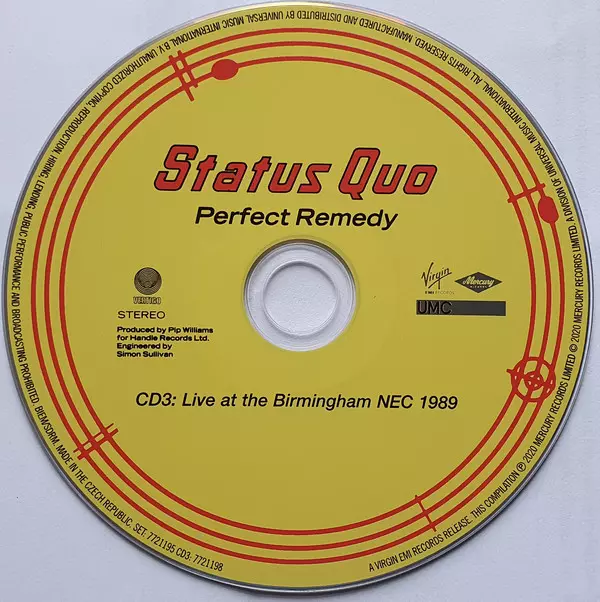 Status Quo
Perfect Remedy
VERTIGO
STEREO
Produced by Pip Williams
for Handle Records Ltd.
Engineered by
Simon Sullivan
Virgin
EMI RECORDS
Mercury
RECORDS
UMC
CD3: Live at the Birmingham NEC 1989
A VIRGIN EMI RECORDS RELEASE. THIS COMPILATION ℗ 2020 MERCURY RECORDS LIMITED © 2020 MERCURY RECORDS LIMITED. A DIVISION OF UNIVERSAL MUSIC INTERNATIONAL. ALL RIGHTS RESERVED. MANUFACTURED AND DISTRIBUTED BY UNIVERSAL MUSIC INTERNATIONAL B.V. UNAUTHORIZED COPYING, REPRODUCTION, HIRING, LENDING, PUBLIC PERFORMANCE AND BROADCASTING PROHIBITED. BIEM/SDRM. MADE IN THE CZECH REPUBLIC. SET: 7721195 CD3: 7721198